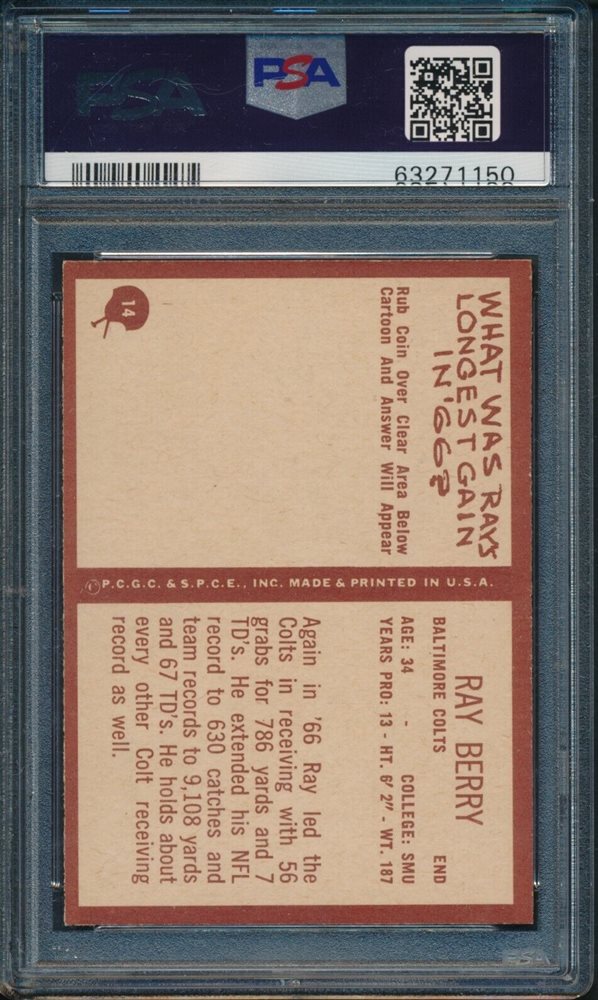 PSA
PSA
63271150
14
WHAT WAS RAY'S
LONGEST GAIN
IN '66?
Rub Coin Over Clear Area Below
Cartoon And Answer Will Appear
©P.C.G.C. & S.P.C.E., INC. MADE & PRINTED IN U.S.A.
RAY BERRY
BALTIMORE COLTS END
AGE: 34 - COLLEGE: SMU
YEARS PRO: 13 - HT. 6' 2" - WT. 187
Again in '66 Ray led the
Colts in receiving with 56
grabs for 786 yards and 7
TD's. He extended his NFL
record to 630 catches and
team records to 9,108 yards
and 67 TD's. He holds about
every other Colt receiving
record as well.
PSA